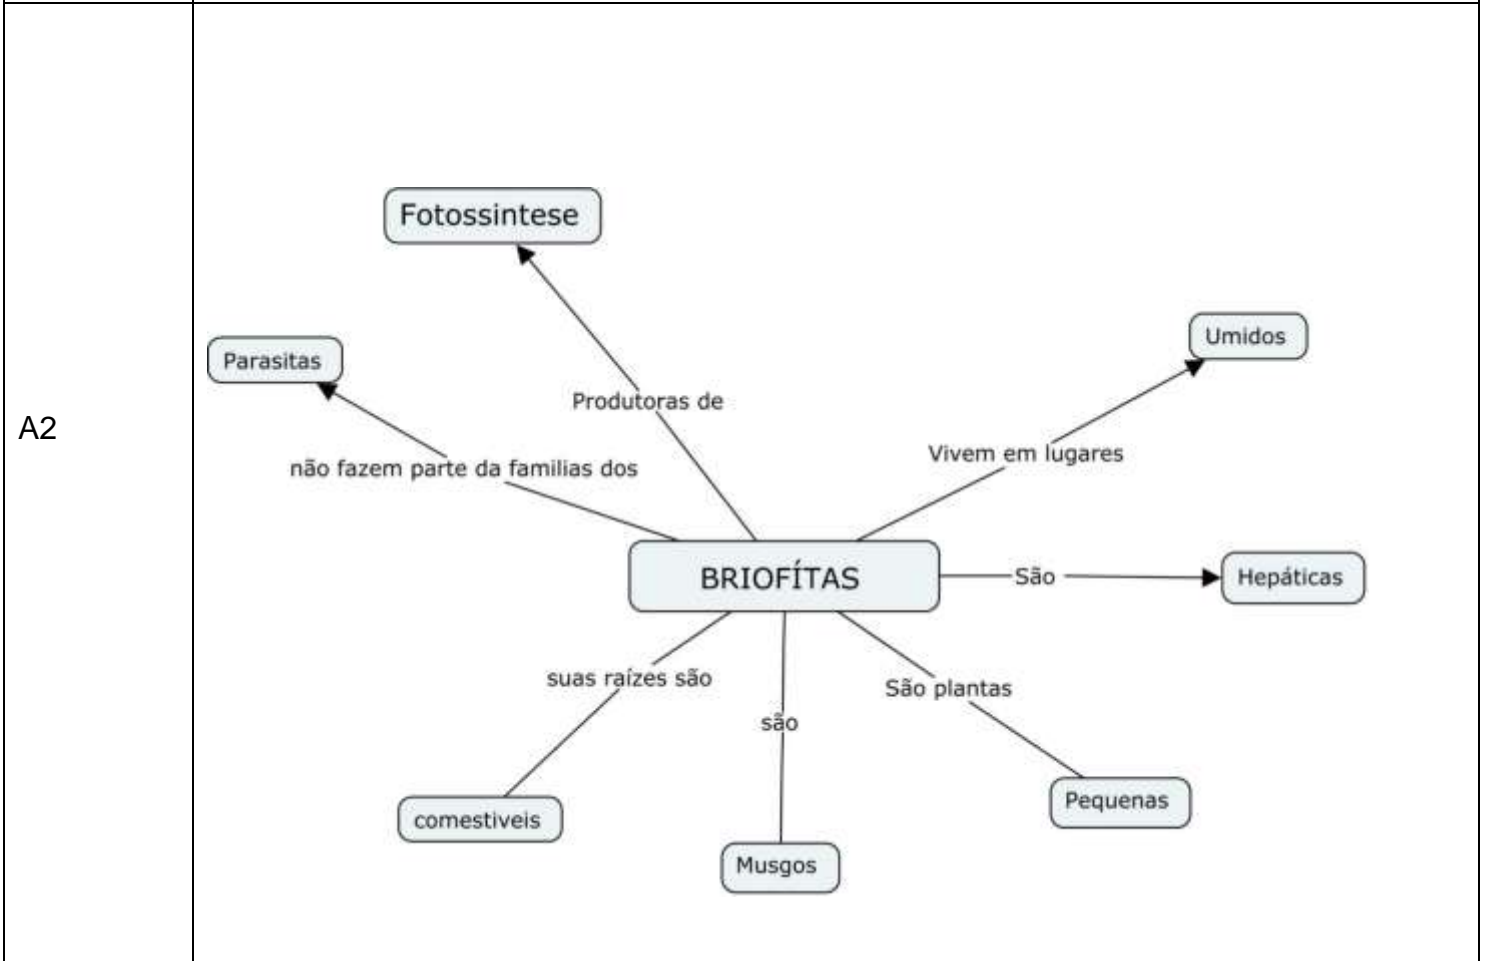 Fotossintese
Umidos
Parasitas
Produtoras de
A2
Vivem em lugares
não fazem parte da familias dos
BRIOFÍTAS
São
Hepáticas
suas raízes são
São plantas
são
Pequenas
comestiveis
Musgos